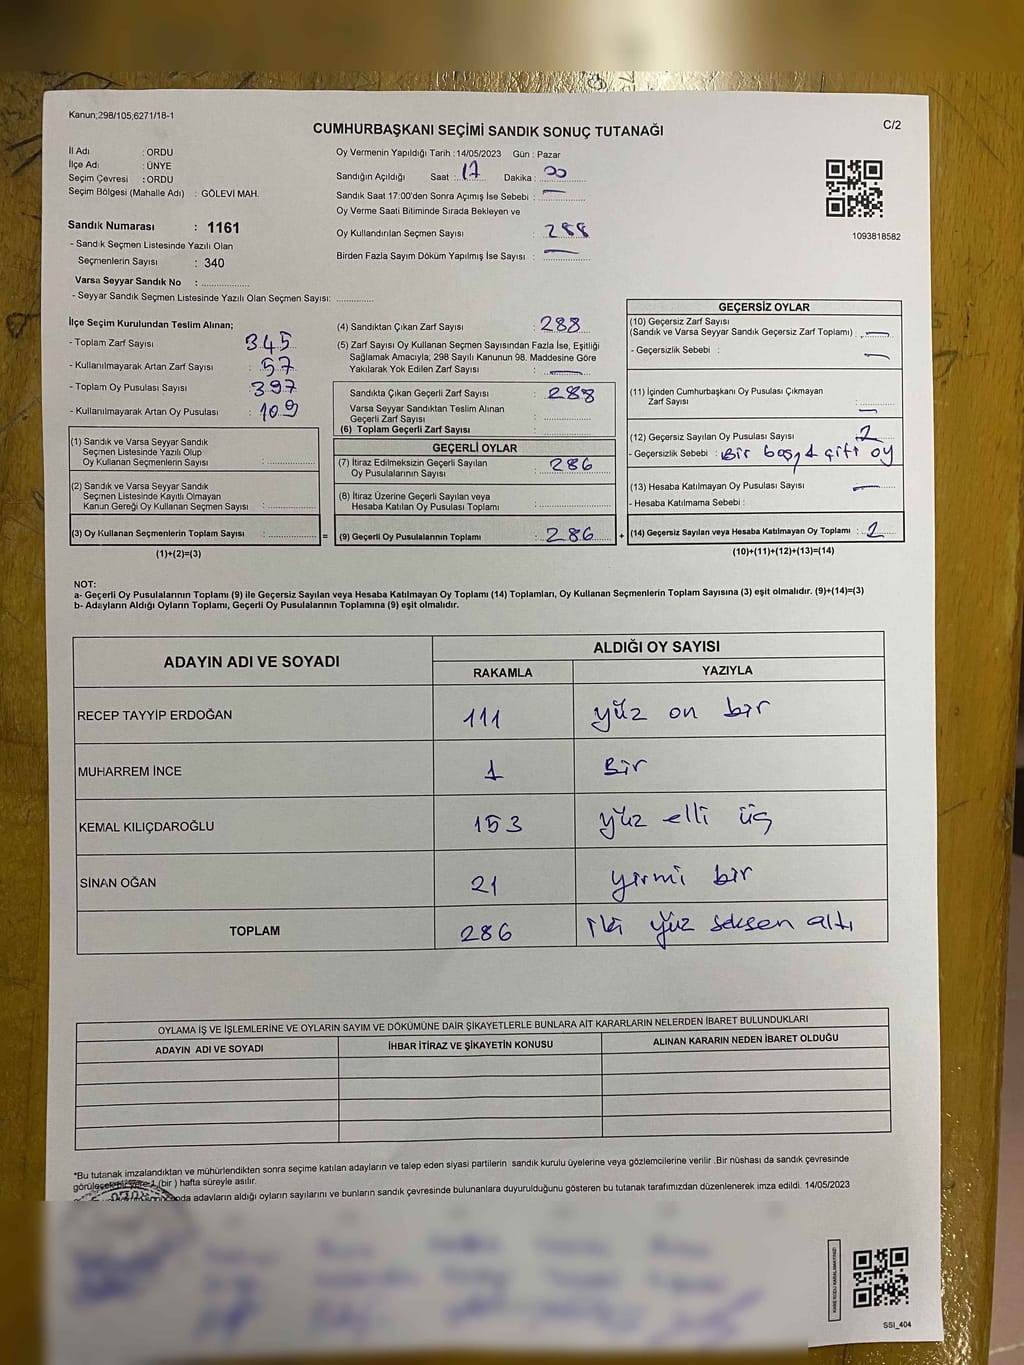 Kanun;298/105,6271/18-1
C/2
CUMHURBAŞKANI SEÇİMİ SANDIK SONUÇ TUTANAĞI
İl Adı : ORDU
İlçe Adı : ÜNYE
Seçim Çevresi : ORDU
Seçim Bölgesi (Mahalle Adı) : GÖLEVİ MAH.
Oy Vermenin Yapıldığı Tarih :14/05/2023 Gün : Pazar
Sandığın Açıldığı Saat : 17 Dakika : 00
Sandık Saat 17:00'den Sonra Açımış İse Sebebi : —
Oy Verme Saati Bitiminde Sırada Bekleyen ve
Oy Kullandırılan Seçmen Sayısı : 288
Birden Fazla Sayım Döküm Yapılmış İse Sayısı : —
1093818582
Sandık Numarası : 1161
- Sandık Seçmen Listesinde Yazılı Olan
Seçmenlerin Sayısı : 340
Varsa Seyyar Sandık No :
- Seyyar Sandık Seçmen Listesinde Yazılı Olan Seçmen Sayısı:
İlçe Seçim Kurulundan Teslim Alınan;
- Toplam Zarf Sayısı 345
- Kullanılmayarak Artan Zarf Sayısı : 57
- Toplam Oy Pusulası Sayısı : 397
- Kullanılmayarak Artan Oy Pusulası : 109
(1) Sandık ve Varsa Seyyar Sandık
Seçmen Listesinde Yazılı Olup
Oy Kullanan Seçmenlerin Sayısı :
(2) Sandık ve Varsa Seyyar Sandık
Seçmen Listesinde Kayıtlı Olmayan
Kanun Gereği Oy Kullanan Seçmen Sayısı :
(3) Oy Kullanan Seçmenlerin Toplam Sayısı :
(1)+(2)=(3)
(4) Sandıktan Çıkan Zarf Sayısı : 288
(5) Zarf Sayısı Oy Kullanan Seçmen Sayısından Fazla İse, Eşitliği
Sağlamak Amacıyla; 298 Sayılı Kanunun 98. Maddesine Göre
Yakılarak Yok Edilen Zarf Sayısı : —
Sandıkta Çıkan Geçerli Zarf Sayısı : 288
Varsa Seyyar Sandıktan Teslim Alınan
Geçerli Zarf Sayısı :
(6) Toplam Geçerli Zarf Sayısı :
GEÇERLİ OYLAR
(7) İtiraz Edilmeksizin Geçerli Sayılan
Oy Pusulalarının Sayısı : 286
(8) İtiraz Üzerine Geçerli Sayılan veya
Hesaba Katılan Oy Pusulası Toplamı :
= (9) Geçerli Oy Pusulalarının Toplamı : 286 +
GEÇERSİZ OYLAR
(10) Geçersiz Zarf Sayısı
(Sandık ve Varsa Seyyar Sandık Geçersiz Zarf Toplamı) : —
- Geçersizlik Sebebi : —
(11) İçinden Cumhurbaşkanı Oy Pusulası Çıkmayan
Zarf Sayısı : —
(12) Geçersiz Sayılan Oy Pusulası Sayısı : 2
- Geçersizlik Sebebi : Bir boş, 1 çift oy
(13) Hesaba Katılmayan Oy Pusulası Sayısı : —
- Hesaba Katılmama Sebebi :
(14) Geçersiz Sayılan veya Hesaba Katılmayan Oy Toplamı : 2
(10)+(11)+(12)+(13)=(14)
NOT:
a- Geçerli Oy Pusulalarının Toplamı (9) ile Geçersiz Sayılan veya Hesaba Katılmayan Oy Toplamı (14) Toplamları, Oy Kullanan Seçmenlerin Toplam Sayısına (3) eşit olmalıdır. (9)+(14)=(3)
b- Adayların Aldığı Oyların Toplamı, Geçerli Oy Pusulalarının Toplamına (9) eşit olmalıdır.
ADAYIN ADI VE SOYADI
ALDIĞI OY SAYISI
RAKAMLA YAZIYLA
RECEP TAYYİP ERDOĞAN 111 yüz on bir
MUHARREM İNCE 1 Bir
KEMAL KILIÇDAROĞLU 153 yüz elli üç
SİNAN OĞAN 21 yirmi bir
TOPLAM 286 iki yüz seksen altı
OYLAMA İŞ VE İŞLEMLERİNE VE OYLARIN SAYIM VE DÖKÜMÜNE DAİR ŞİKAYETLERLE BUNLARA AİT KARARLARIN NELERDEN İBARET BULUNDUKLARI
ADAYIN ADI VE SOYADI İHBAR İTİRAZ VE ŞİKAYETİN KONUSU ALINAN KARARIN NEDEN İBARET OLDUĞU
*Bu tutanak imzalandıktan ve mühürlendikten sonra seçime katılan adayların ve talep eden siyasi partilerin sandık kurulu üyelerine veya gözlemcilerine verilir .Bir nüshası da sandık çevresinde
görülecek bir yere 1 (bir ) hafta süreyle asılır.
adayların aldığı oyların sayılarını ve bunların sandık çevresinde bulunanlara duyurulduğunu gösteren bu tutanak tarafımızdan düzenlenerek imza edildi. 14/05/2023
KARE KODU KARALAMAYINIZ!
SSI_404